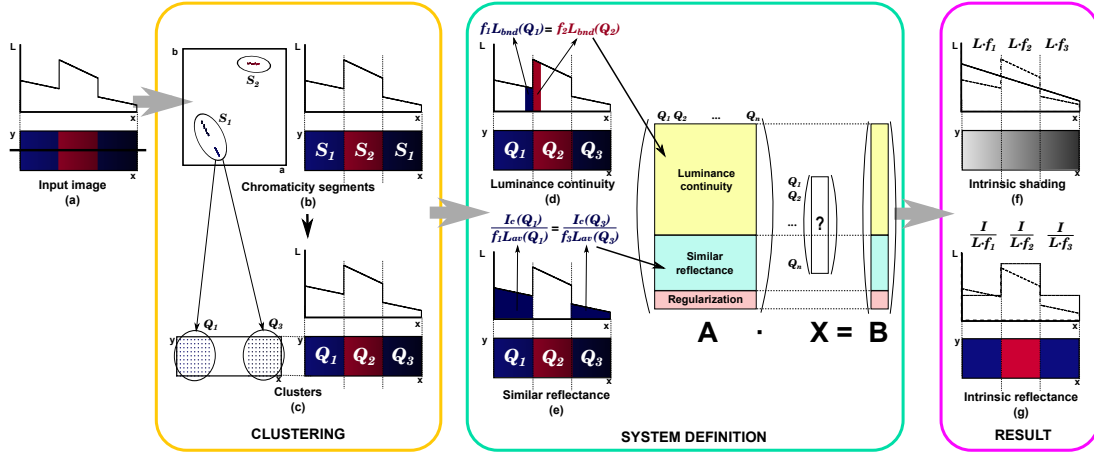 L
x
y
x
Input image
(a)
b
S2
S1
a
L
x
y
S1 S2 S1
x
Chromaticity segments
(b)
L
x
Q1 Q3
y
x
y
Q1 Q2 Q3
x
Clusters
(c)
CLUSTERING
f1Lbnd(Q1)= f2Lbnd(Q2)
L
x
y
Q1 Q2 Q3
x
Luminance continuity
(d)
Ic(Q1) = Ic(Q3)
f1Lav(Q1) f3Lav(Q3)
L
x
y
Q1 Q2 Q3
x
Similar reflectance
(e)
Q1 Q2 ... Qn
Luminance
continuity
Similar
reflectance
Regularization
Q1
Q2
...
Qn
?
A · X = B
SYSTEM DEFINITION
L·f1 L·f2 L·f3
L
x
y
x
Intrinsic shading
(f)
I I I
L·f1 L·f2 L·f3
L
x
y
x
Intrinsic reflectance
(g)
RESULT